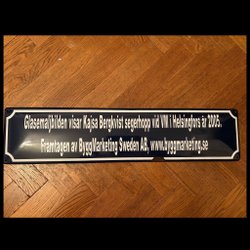 Glasemaljbilden visar Kajsa Bergkvist segerhopp vid VM i Helsingfors år 2005.
Framtagen av ByggMarketing Sweden AB, www.byggmarketing.se